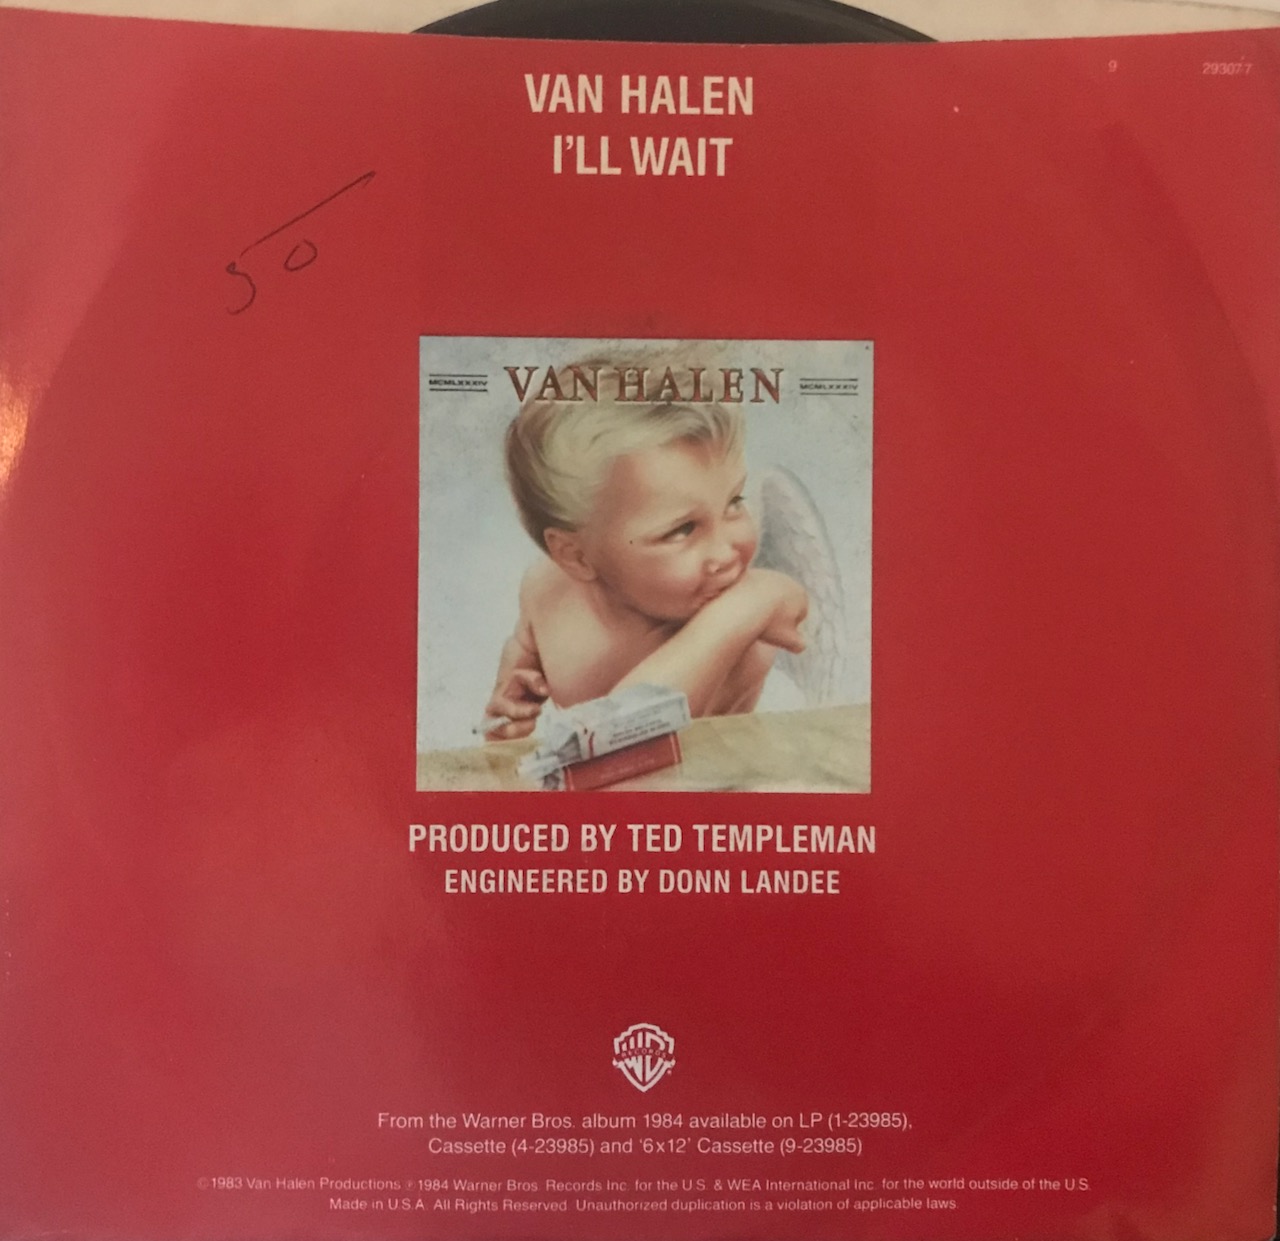 9 29307-7
VAN HALEN
I'LL WAIT
50
MCMLXXXIV VAN HALEN MCMLXXXIV
PRODUCED BY TED TEMPLEMAN
ENGINEERED BY DONN LANDEE
WB
RECORDS
From the Warner Bros. album 1984 available on LP (1-23985),
Cassette (4-23985) and '6x12' Cassette (9-23985)
© 1983 Van Halen Productions ℗ 1984 Warner Bros. Records Inc. for the U.S. & WEA International Inc. for the world outside of the U.S.
Made in U.S.A. All Rights Reserved. Unauthorized duplication is a violation of applicable laws.